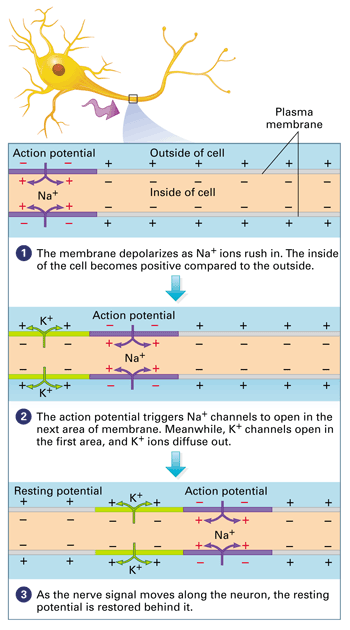 Plasma
membrane
Action potential Outside of cell
− − + + + + +
+ + − − − − −
Na+ Inside of cell
+ + − − − − −
− − + + + + +
1 The membrane depolarizes as Na+ ions rush in. The inside
of the cell becomes positive compared to the outside.
Action potential
+ K+ + − − + + + +
− − + + − − − −
Na+
− − + + − − − −
+ K+ + − − + + + +
2 The action potential triggers Na+ channels to open in the
next area of membrane. Meanwhile, K+ channels open in
the first area, and K+ ions diffuse out.
Resting potential Action potential
+ + + K+ + − − + +
− − − − + + − −
Na+
− − − − + + − −
+ + + K+ + − − + +
3 As the nerve signal moves along the neuron, the resting
potential is restored behind it.